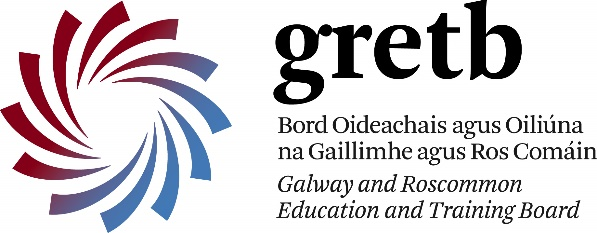 gretb
Bord Oideachais agus Oiliúna
na Gaillimhe agus Ros Comáin
Galway and Roscommon
Education and Training Board